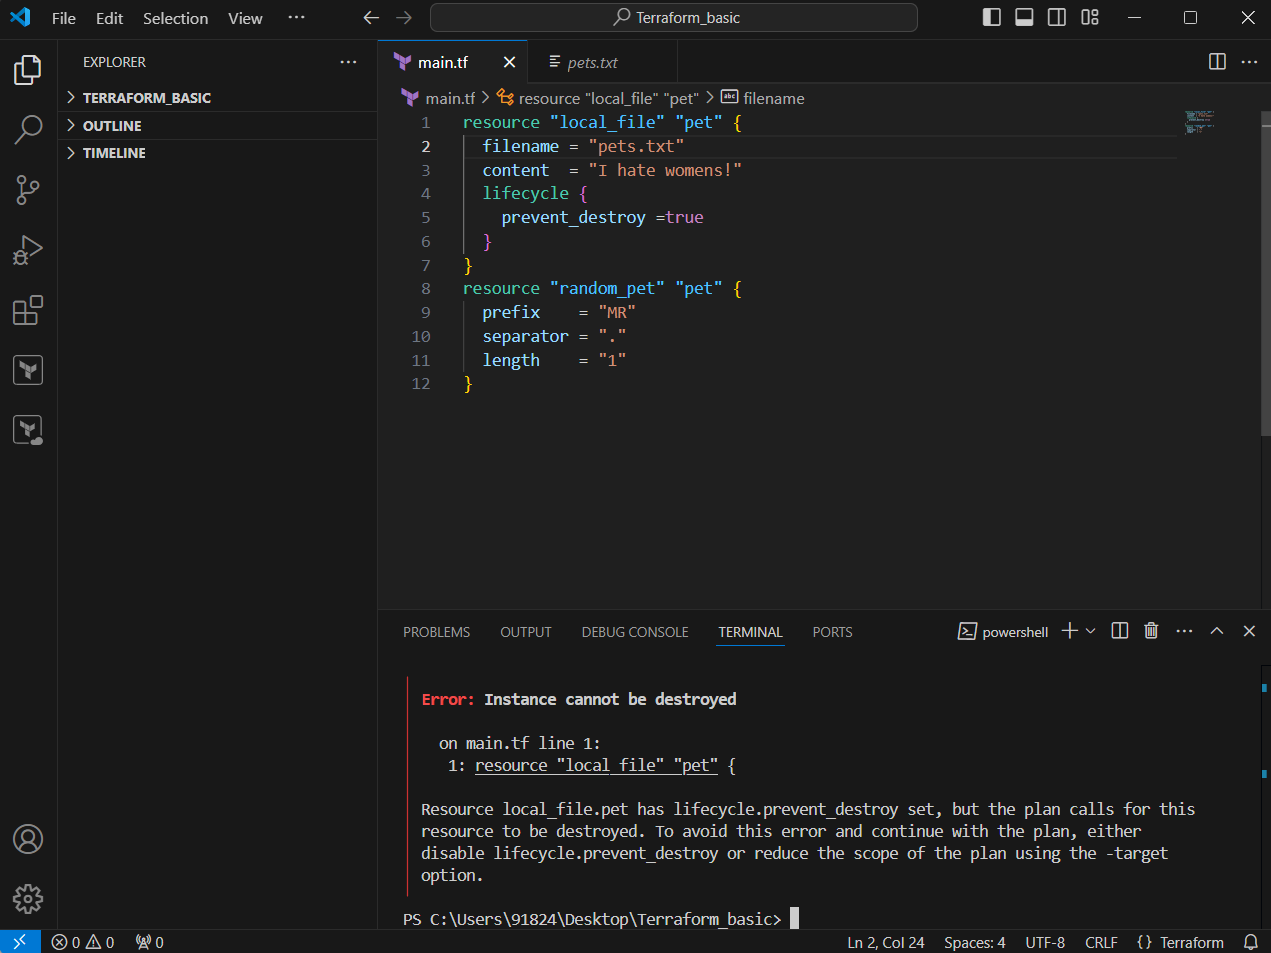 File Edit Selection View ··· Terraform_basic
EXPLORER ···
TERRAFORM_BASIC
OUTLINE
TIMELINE
main.tf pets.txt
main.tf > resource "local_file" "pet" > abc filename
1 resource "local_file" "pet" {
2 filename = "pets.txt"
3 content  = "I hate womens!"
4 lifecycle {
5 prevent_destroy =true
6 }
7 }
8 resource "random_pet" "pet" {
9 prefix    = "MR"
10 separator = "."
11 length    = "1"
12 }
PROBLEMS OUTPUT DEBUG CONSOLE TERMINAL PORTS powershell
Error: Instance cannot be destroyed
on main.tf line 1:
1: resource "local_file" "pet" {
Resource local_file.pet has lifecycle.prevent_destroy set, but the plan calls for this
resource to be destroyed. To avoid this error and continue with the plan, either
disable lifecycle.prevent_destroy or reduce the scope of the plan using the -target
option.
PS C:\Users\91824\Desktop\Terraform_basic>
0 0 0 Ln 2, Col 24 Spaces: 4 UTF-8 CRLF {} Terraform